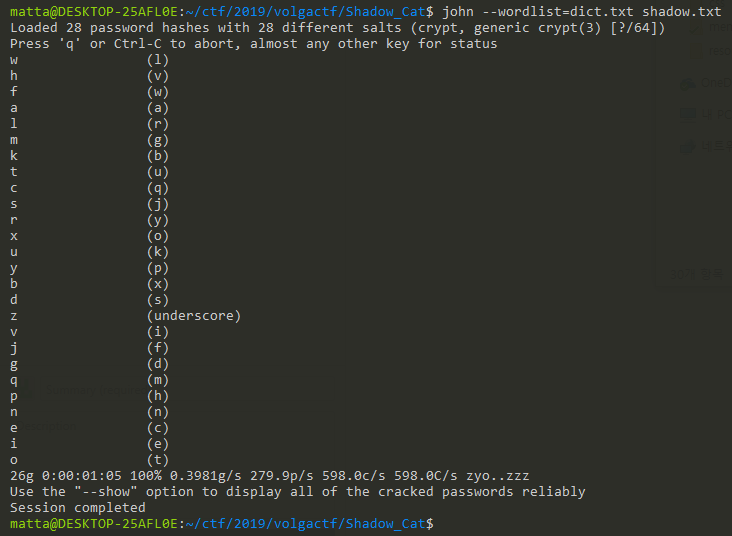 matta@DESKTOP-25AFL0E:~/ctf/2019/volgactf/Shadow_Cat$ john --wordlist=dict.txt shadow.txt
Loaded 28 password hashes with 28 different salts (crypt, generic crypt(3) [?/64])
Press 'q' or Ctrl-C to abort, almost any other key for status
w (l)
h (v)
f (w)
a (a)
l (r)
m (g)
k (b)
t (u)
c (q)
s (j)
r (y)
x (o)
u (k)
y (p)
b (x)
d (s)
z (underscore)
v (i)
j (f)
g (d)
q (m)
p (h)
n (n)
e (c)
i (e)
o (t)
26g 0:00:01:05 100% 0.3981g/s 279.9p/s 598.0c/s 598.0C/s zyo..zzz
Use the "--show" option to display all of the cracked passwords reliably
Session completed
matta@DESKTOP-25AFL0E:~/ctf/2019/volgactf/Shadow_Cat$